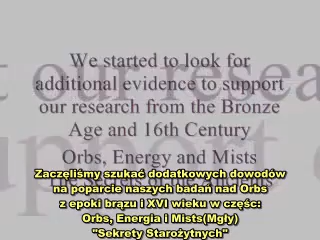 We started to look for
additional evidence to support
our research from the Bronze
Age and 16th Century
Orbs, Energy and Mists
Zaczęliśmy szukać dodatkowych dowodów
na poparcie naszych badań nad Orbs
z epoki brązu i XVI wieku w częśc:
Orbs, Energia i Mists(Mgły)
"Sekrety Starożytnych"